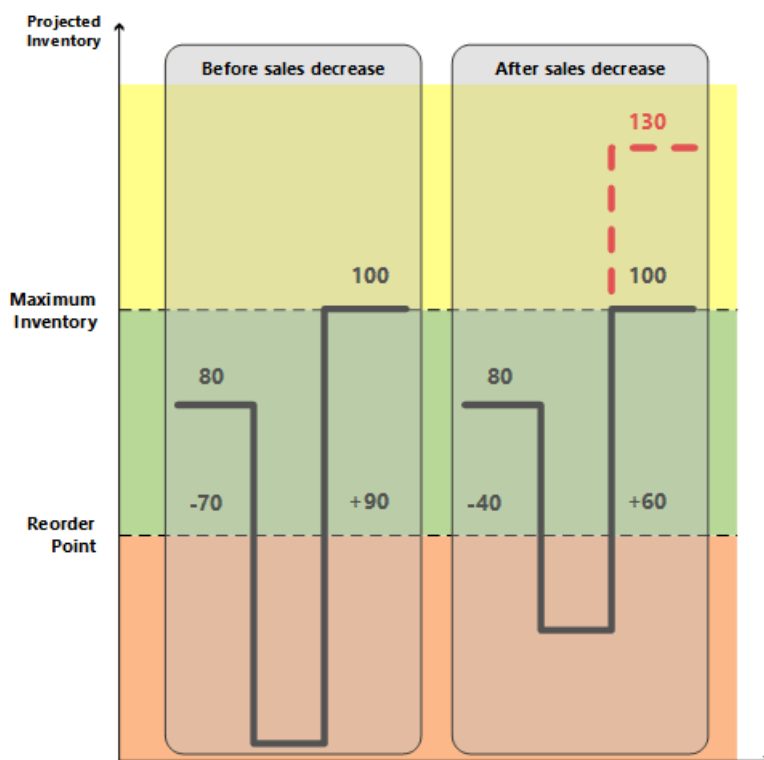 Projected
Inventory
Before sales decrease
After sales decrease
130
100
100
Maximum
Inventory
80
80
-70
+90
-40
+60
Reorder
Point